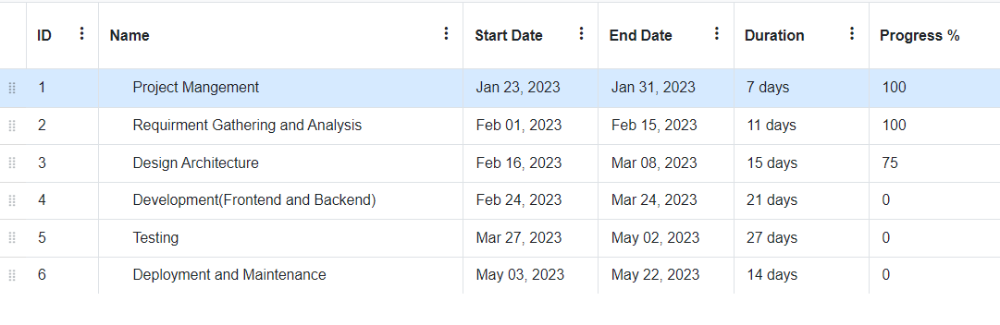 ID Name Start Date End Date Duration Progress %
1 Project Mangement Jan 23, 2023 Jan 31, 2023 7 days 100
2 Requirment Gathering and Analysis Feb 01, 2023 Feb 15, 2023 11 days 100
3 Design Architecture Feb 16, 2023 Mar 08, 2023 15 days 75
4 Development(Frontend and Backend) Feb 24, 2023 Mar 24, 2023 21 days 0
5 Testing Mar 27, 2023 May 02, 2023 27 days 0
6 Deployment and Maintenance May 03, 2023 May 22, 2023 14 days 0